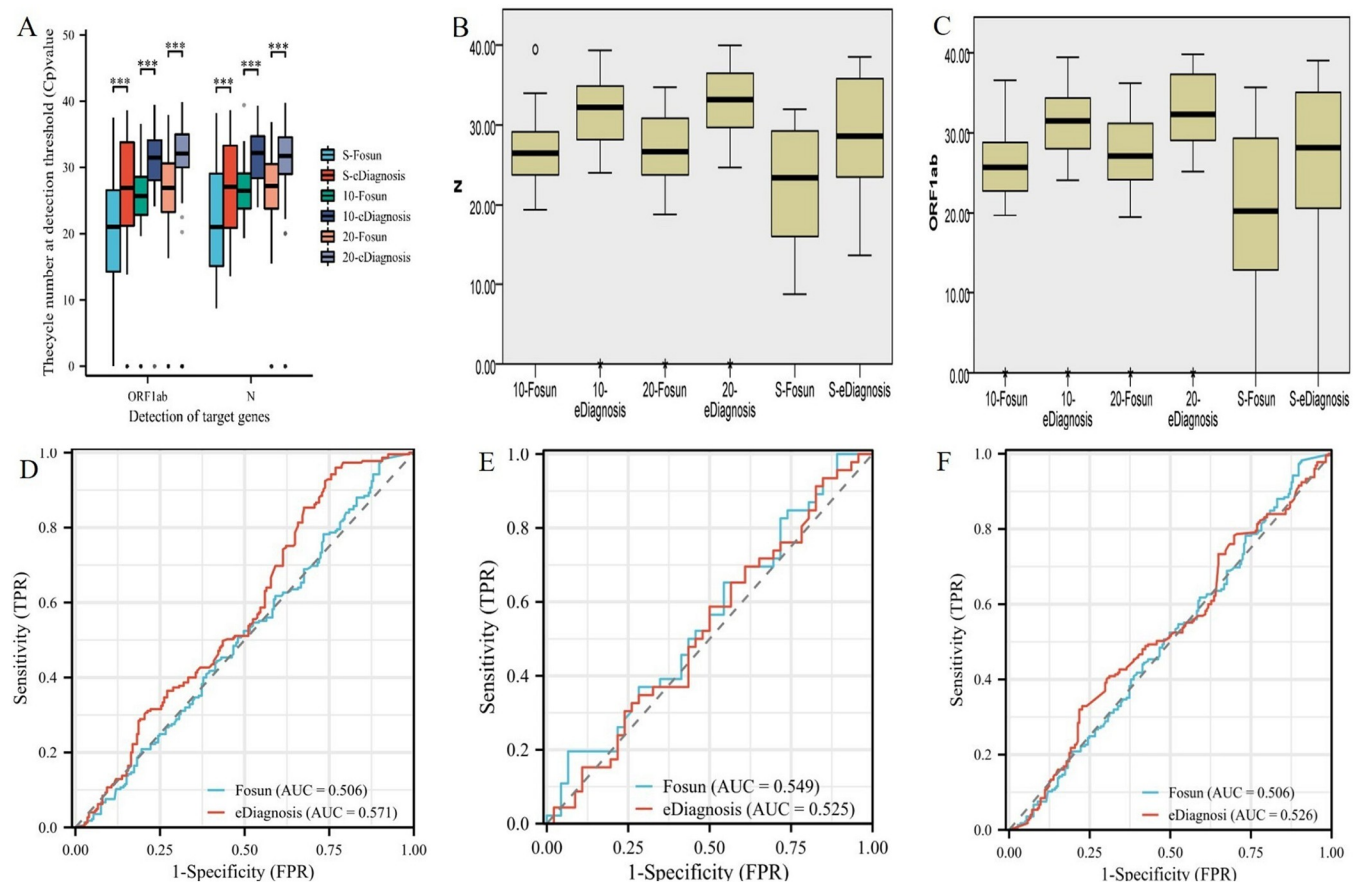 A
Thecycle number at detection threshold (Cp)value
50
40
30
20
10
0
*** *** *** *** *** ***
ORF1ab N
Detection of target genes
S-Fosun
S-eDiagnosis
10-Fosun
10-eDiagnosis
20-Fosun
20-eDiagnosis
B
N
40.00
30.00
20.00
10.00
0.00
10-Fosun
10-
eDiagnosis
20-Fosun
20-
eDiagnosis
S-Fosun
S-eDiagnosis
C
ORF1ab
40.00
30.00
20.00
10.00
0.00
10-Fosun
10-
eDiagnosis
20-Fosun
20-
eDiagnosis
S-Fosun
S-eDiagnosis
D
Sensitivity (TPR)
1.0
0.8
0.6
0.4
0.2
0.0
Fosun (AUC = 0.506)
eDiagnosis (AUC = 0.571)
0.00 0.25 0.50 0.75 1.00
1-Specificity (FPR)
E
Sensitivity (TPR)
1.0
0.8
0.6
0.4
0.2
0.0
Fosun (AUC = 0.549)
eDiagnosis (AUC = 0.525)
0.00 0.25 0.50 0.75 1.00
1-Specificity (FPR)
F
Sensitivity (TPR)
1.0
0.8
0.6
0.4
0.2
0.0
Fosun (AUC = 0.506)
eDiagnosi (AUC = 0.526)
0.00 0.25 0.50 0.75 1.00
1-Specificity (FPR)